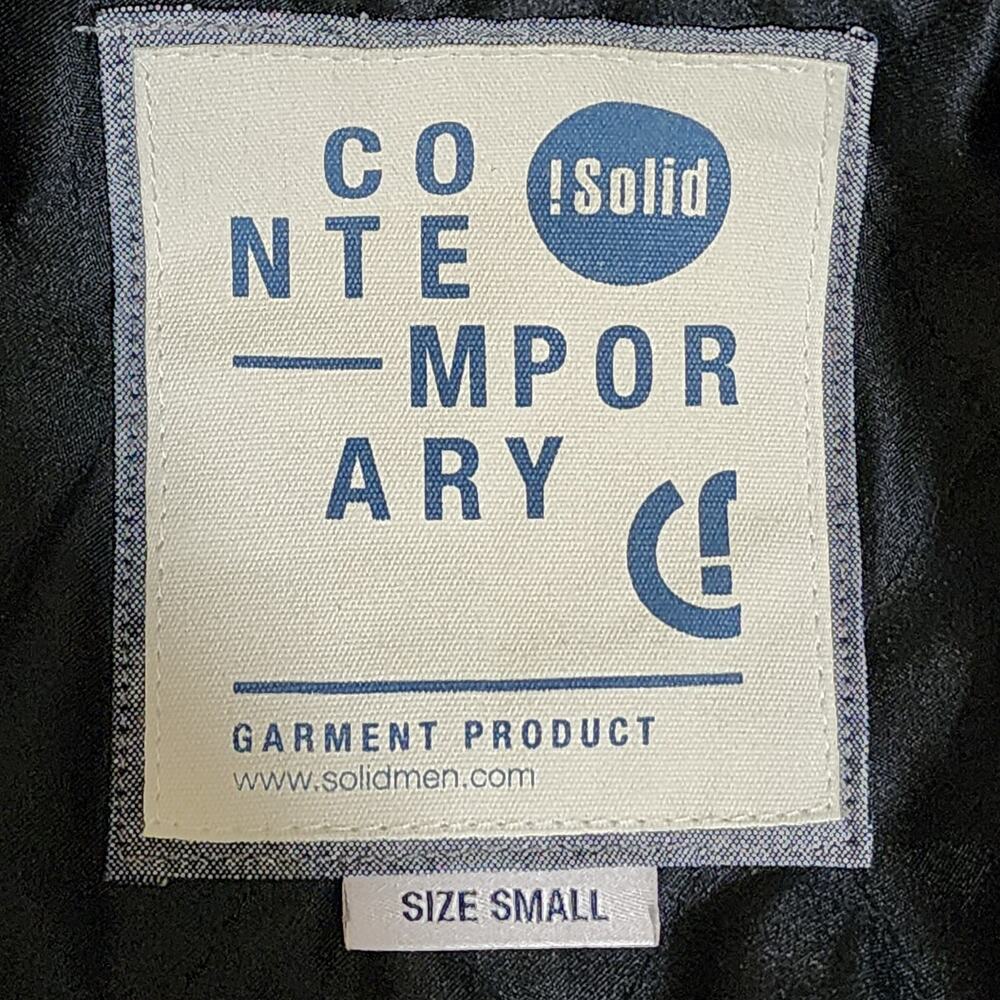 CO
!Solid
NTE
— MPOR
ARY
GARMENT PRODUCT
www.solidmen.com
SIZE SMALL